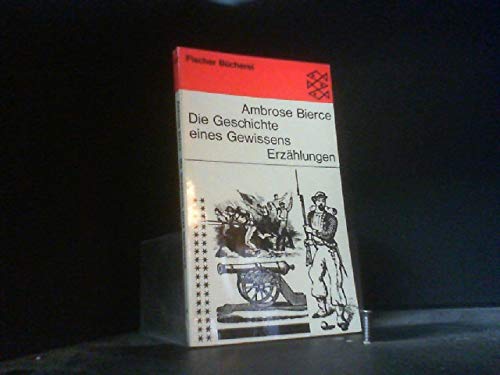 Fischer Bücherei
Ambrose Bierce
Die Geschichte
eines Gewissens
Erzählungen